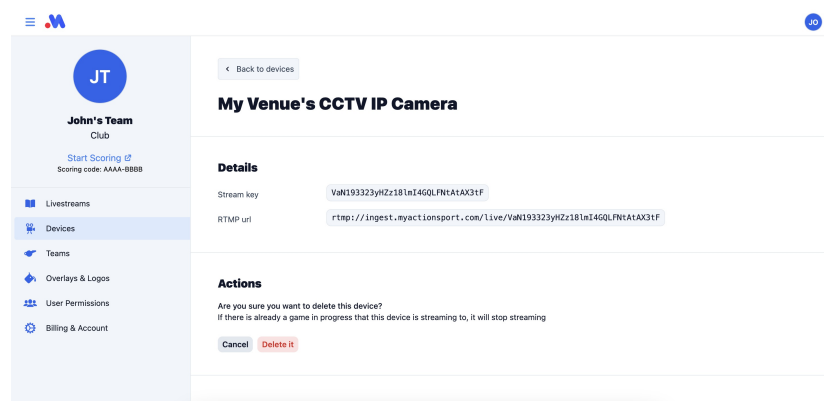 JO
JT
John's Team
Club
Start Scoring
Scoring code: AAAA-BBBB
Livestreams
Devices
Teams
Overlays & Logos
User Permissions
Billing & Account
Back to devices
My Venue's CCTV IP Camera
Details
Stream key VaN193323yHZz18lmI4GQLFNtAtAX3tF
RTMP url rtmp://ingest.myactionsport.com/live/VaN193323yHZz18lmI4GQLFNtAtAX3tF
Actions
Are you sure you want to delete this device?
If there is already a game in progress that this device is streaming to, it will stop streaming
Cancel Delete it